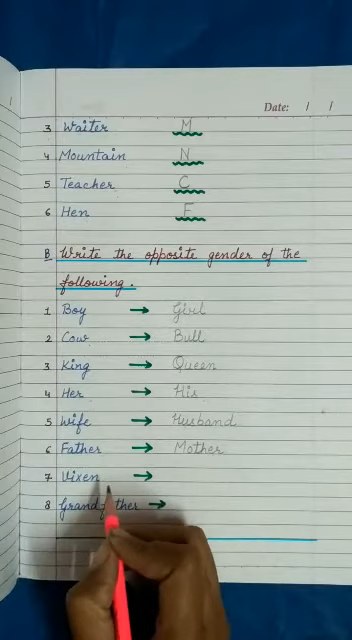 Date: / /
3 Waiter M
4 Mountain N
5 Teacher C
6 Hen F
B Write the opposite gender of the
following.
1 Boy → Girl
2 Cow → Bull
3 King → Queen
4 Her → His
5 Wife → Husband
6 Father → Mother
7 Vixen →
8 Grandfather →